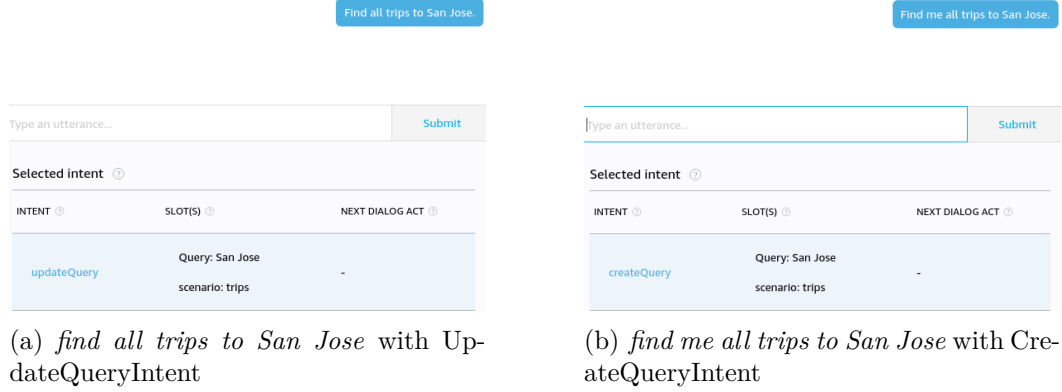 Find all trips to San Jose.
Type an utterance...
Submit
Selected intent ?
INTENT ? SLOT(S) ? NEXT DIALOG ACT ?
Query: San Jose
updateQuery -
scenario: trips
(a) find all trips to San Jose with Up-
dateQueryIntent
Find me all trips to San Jose.
Type an utterance...
Submit
Selected intent ?
INTENT ? SLOT(S) ? NEXT DIALOG ACT ?
Query: San Jose
createQuery -
scenario: trips
(b) find me all trips to San Jose with Cre-
ateQueryIntent